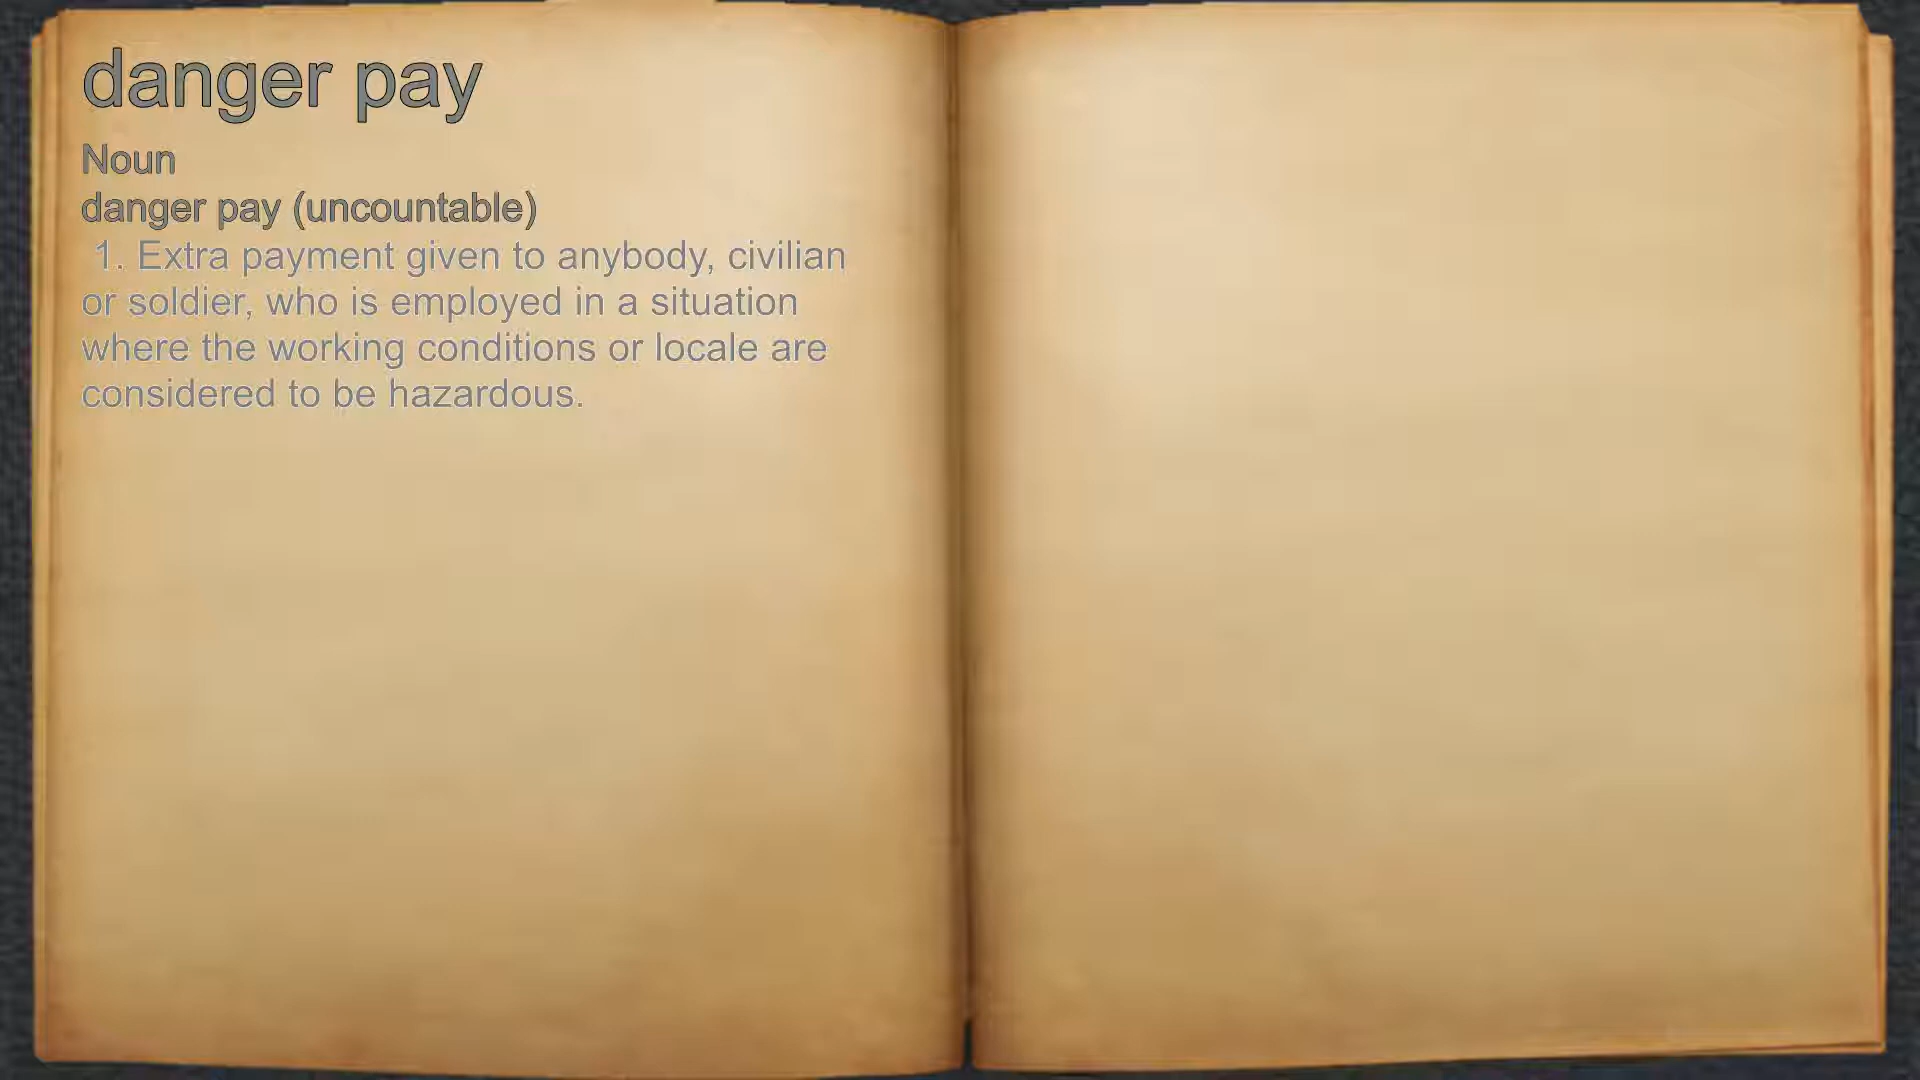 danger pay
Noun
danger pay (uncountable)
1. Extra payment given to anybody, civilian
or soldier, who is employed in a situation
where the working conditions or locale are
considered to be hazardous.